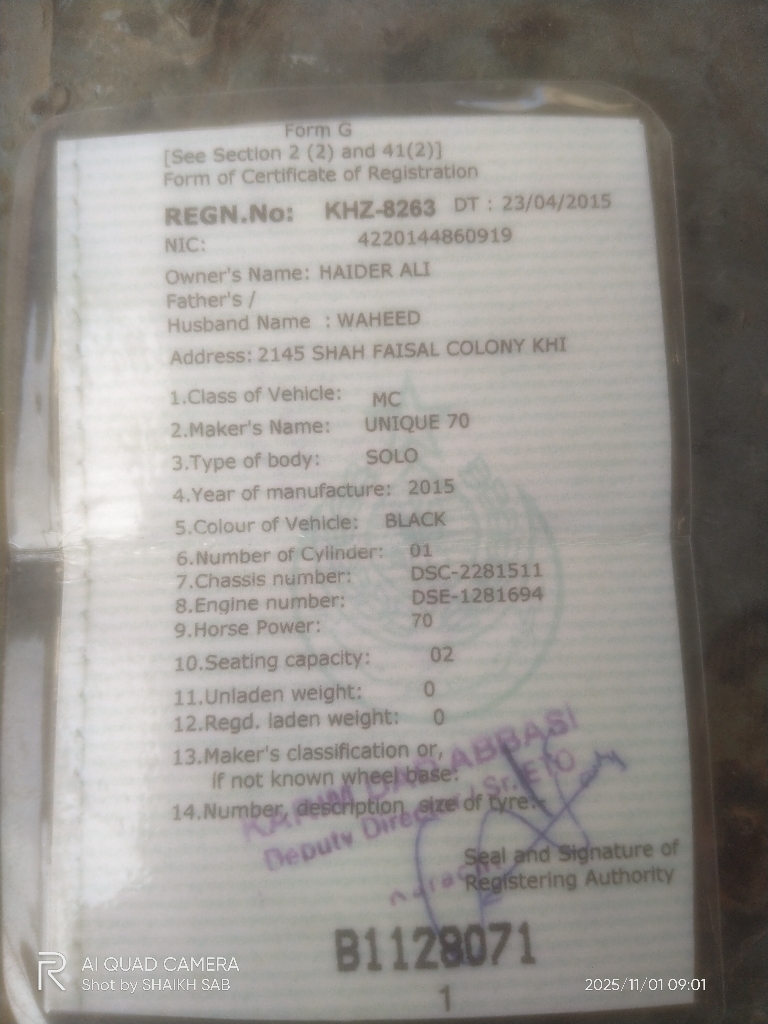 Form G
[See Section 2 (2) and 41(2)]
Form of Certificate of Registration
REGN.No: KHZ-8263 DT : 23/04/2015
NIC: 4220144860919
Owner's Name: HAIDER ALI
Father's /
Husband Name : WAHEED
Address: 2145 SHAH FAISAL COLONY KHI
1.Class of Vehicle: MC
2.Maker's Name: UNIQUE 70
3.Type of body: SOLO
4.Year of manufacture: 2015
5.Colour of Vehicle: BLACK
6.Number of Cylinder: 01
7.Chassis number: DSC-2281511
8.Engine number: DSE-1281694
9.Horse Power: 70
10.Seating capacity: 02
11.Unladen weight: 0
12.Regd. laden weight: 0
13.Maker's classification or,
if not known wheel base:
14.Number, description, size of tyre:-
ABBASI
Deputy Director / Sr. ETO
Seal and Signature of
Registering Authority
B1128071
1
AI QUAD CAMERA
Shot by SHAIKH SAB
2025/11/01 09:01